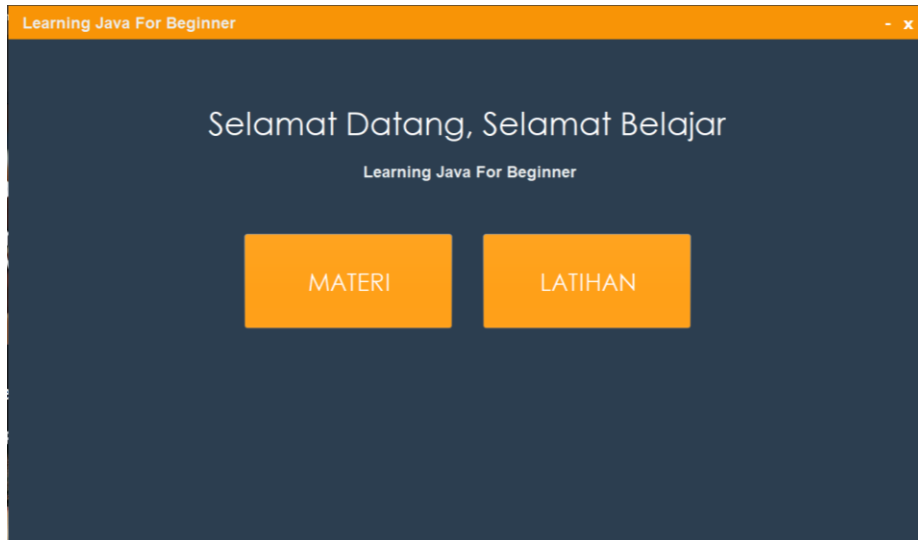 Learning Java For Beginner - x
Selamat Datang, Selamat Belajar
Learning Java For Beginner
MATERI LATIHAN